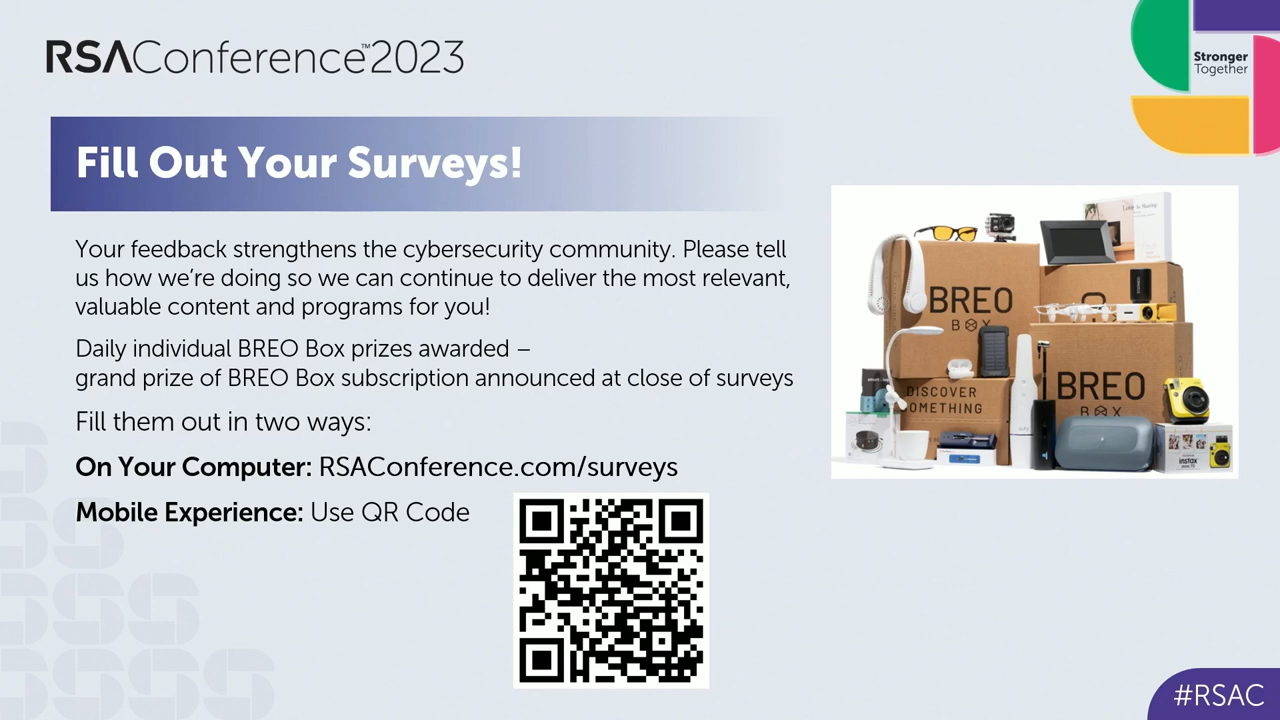 RSAConference™2023
Stronger
Together
Fill Out Your Surveys!
Your feedback strengthens the cybersecurity community. Please tell
us how we're doing so we can continue to deliver the most relevant,
valuable content and programs for you!
Daily individual BREO Box prizes awarded –
grand prize of BREO Box subscription announced at close of surveys
Fill them out in two ways:
On Your Computer: RSAConference.com/surveys
Mobile Experience: Use QR Code
BREO
BOX
DISCOVER
SOMETHING
BREO
BOX
instax
#RSAC